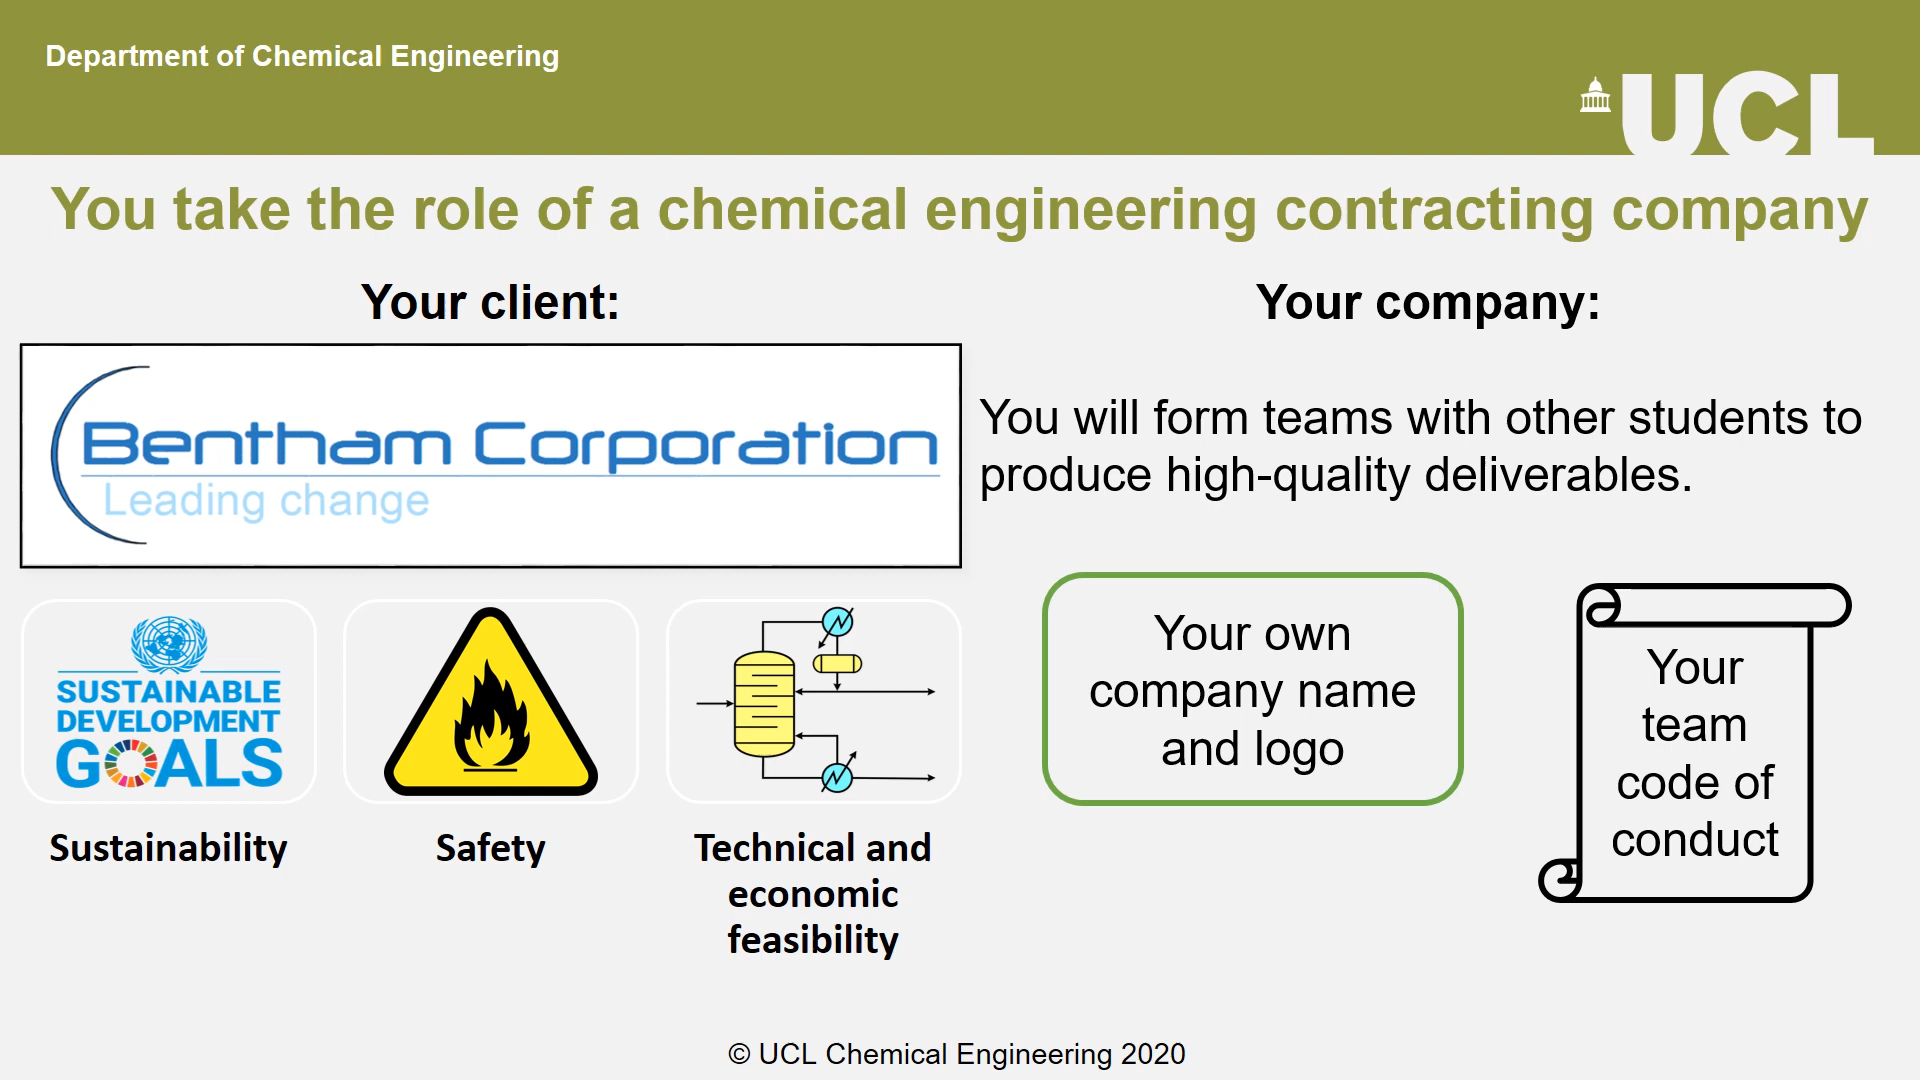 Department of Chemical Engineering
UCL
You take the role of a chemical engineering contracting company
Your client:
Bentham Corporation
Leading change
SUSTAINABLE
DEVELOPMENT
GOALS
Sustainability
Safety
Technical and
economic
feasibility
Your company:
You will form teams with other students to
produce high-quality deliverables.
Your own
company name
and logo
Your
team
code of
conduct
© UCL Chemical Engineering 2020